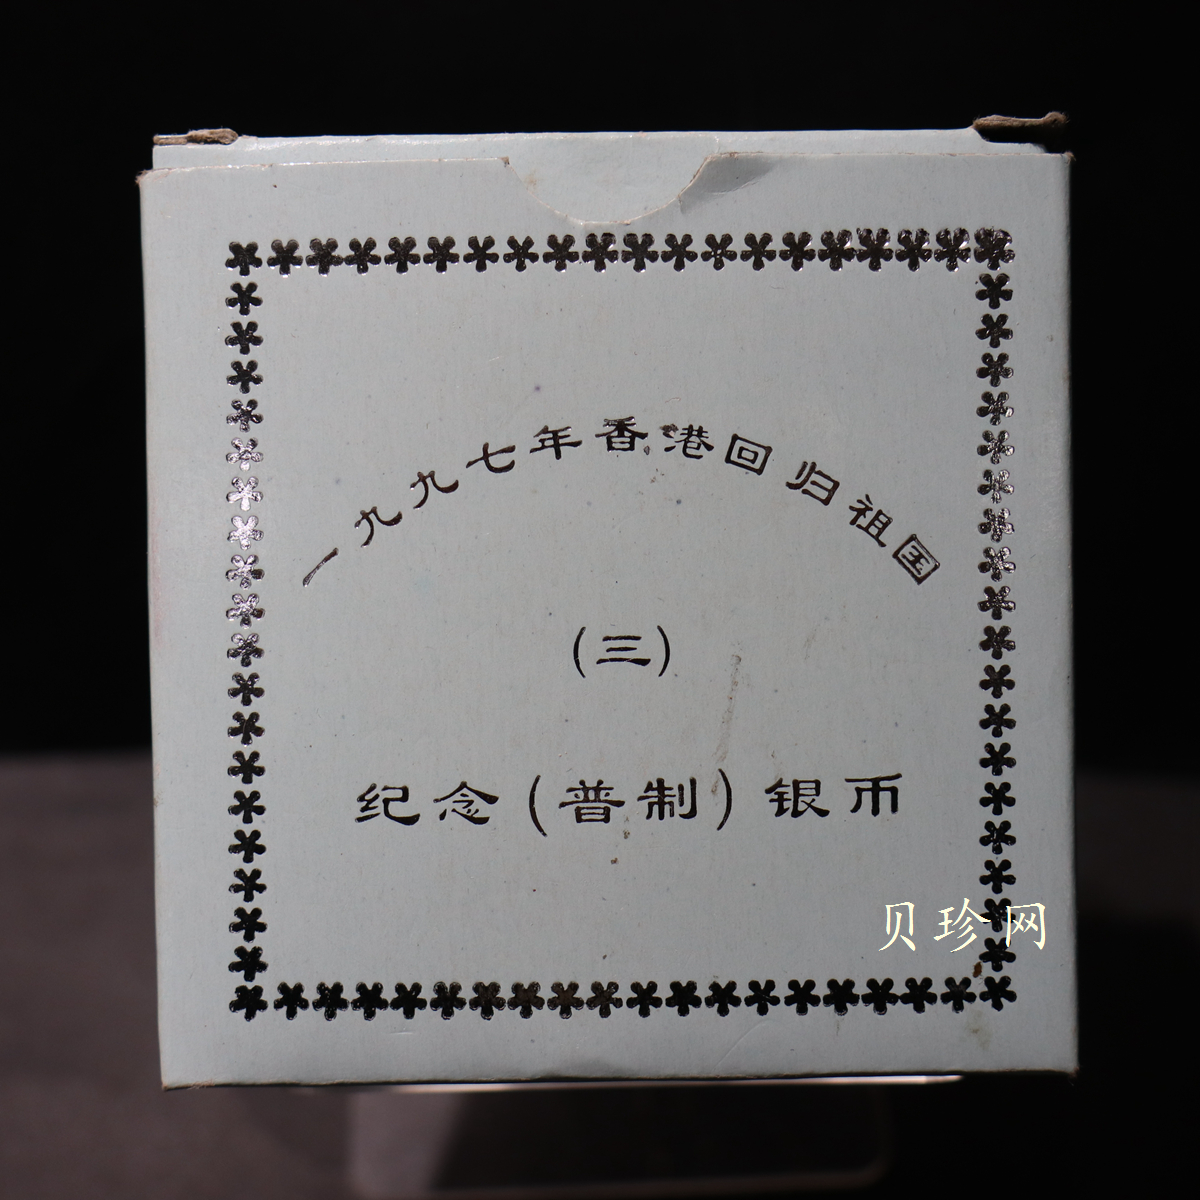 一九九七年香港回归祖国
(三)
纪念(普制)银币
贝珍网